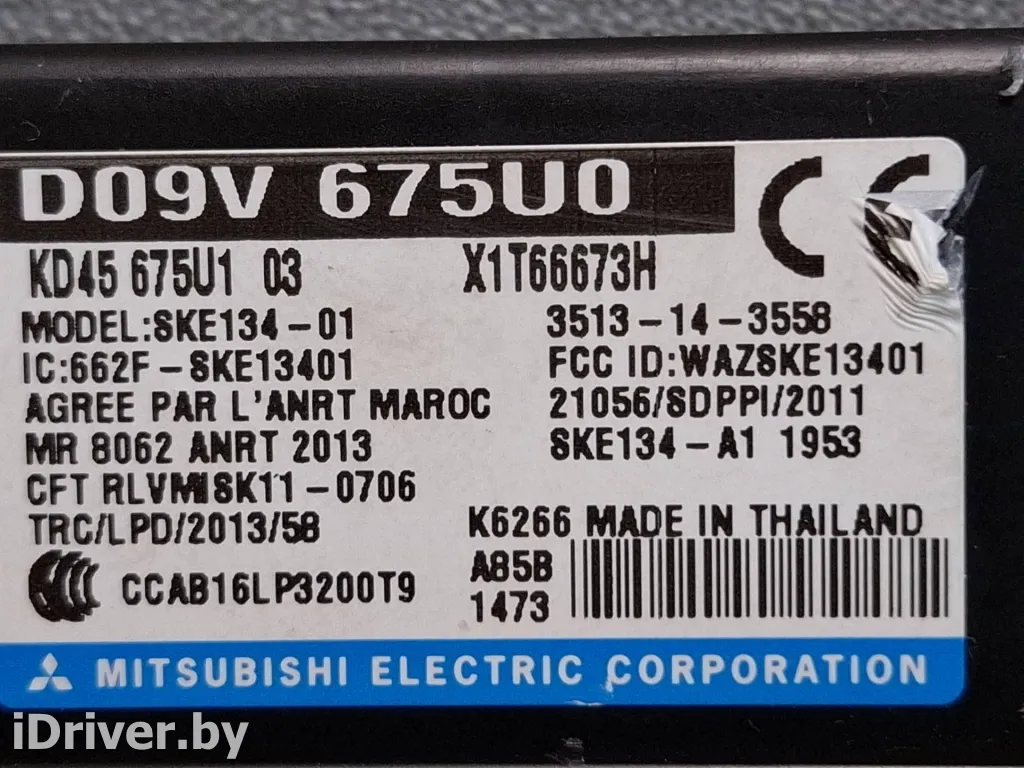 D09V 675U0
KD45 675U1 03 X1T66673H
MODEL:SKE134-01 3513-14-3558
IC:662F-SKE13401 FCC ID:WAZSKE13401
AGREE PAR L'ANRT MAROC 21056/SDPPI/2011
MR 8062 ANRT 2013 SKE134-A1 1953
CFT RLVMISK11-0706
TRC/LPD/2013/58 K6266 MADE IN THAILAND
A85B
CCAB16LP3200T9
1473
MITSUBISHI ELECTRIC CORPORATION
iDriver.by